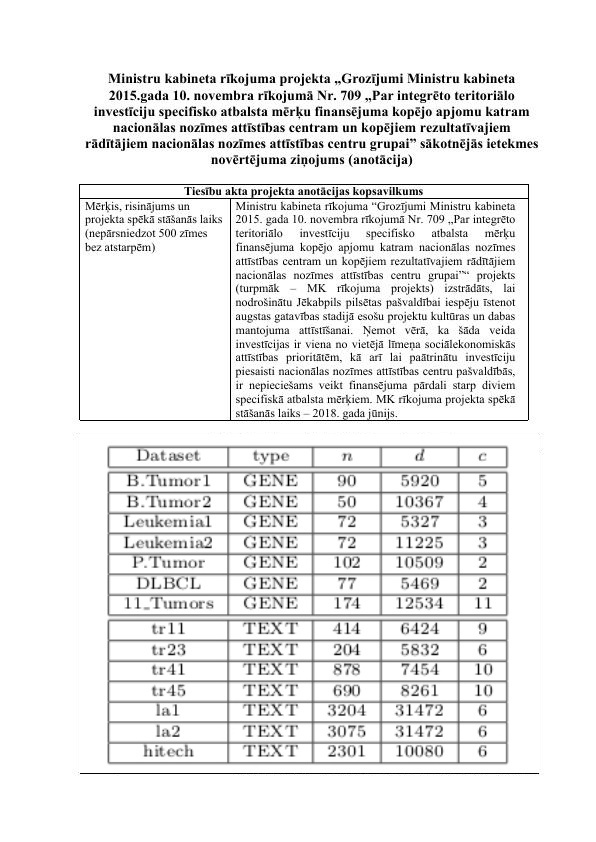 Ministru kabineta rīkojuma projekta „Grozījumi Ministru kabineta
2015.gada 10. novembra rīkojumā Nr. 709 „Par integrēto teritoriālo
investīciju specifisko atbalsta mērķu finansējuma kopējo apjomu katram
nacionālas nozīmes attīstības centram un kopējiem rezultatīvajiem
rādītājiem nacionālas nozīmes attīstības centru grupai” sākotnējās ietekmes
novērtējuma ziņojums (anotācija)
Tiesību akta projekta anotācijas kopsavilkums
Mērķis, risinājums un
projekta spēkā stāšanās laiks
(nepārsniedzot 500 zīmes
bez atstarpēm)
Ministru kabineta rīkojuma “Grozījumi Ministru kabineta
2015. gada 10. novembra rīkojumā Nr. 709 „Par integrēto
teritoriālo investīciju specifisko atbalsta mērķu
finansējuma kopējo apjomu katram nacionālas nozīmes
attīstības centram un kopējiem rezultatīvajiem rādītājiem
nacionālas nozīmes attīstības centru grupai”“ projekts
(turpmāk – MK rīkojuma projekts) izstrādāts, lai
nodrošinātu Jēkabpils pilsētas pašvaldībai iespēju īstenot
augstas gatavības stadijā esošu projektu kultūras un dabas
mantojuma attīstīšanai. Ņemot vērā, ka šāda veida
investīcijas ir viena no vietējā līmeņa sociālekonomiskās
attīstības prioritātēm, kā arī lai paātrinātu investīciju
piesaisti nacionālas nozīmes attīstības centru pašvaldībās,
ir nepieciešams veikt finansējuma pārdali starp diviem
specifiskā atbalsta mērķiem. MK rīkojuma projekta spēkā
stāšanās laiks – 2018. gada jūnijs.
Dataset type n d c
B.Tumor1 GENE 90 5920 5
B.Tumor2 GENE 50 10367 4
Leukemia1 GENE 72 5327 3
Leukemia2 GENE 72 11225 3
P.Tumor GENE 102 10509 2
DLBCL GENE 77 5469 2
11_Tumors GENE 174 12534 11
tr11 TEXT 414 6424 9
tr23 TEXT 204 5832 6
tr41 TEXT 878 7454 10
tr45 TEXT 690 8261 10
la1 TEXT 3204 31472 6
la2 TEXT 3075 31472 6
hitech TEXT 2301 10080 6